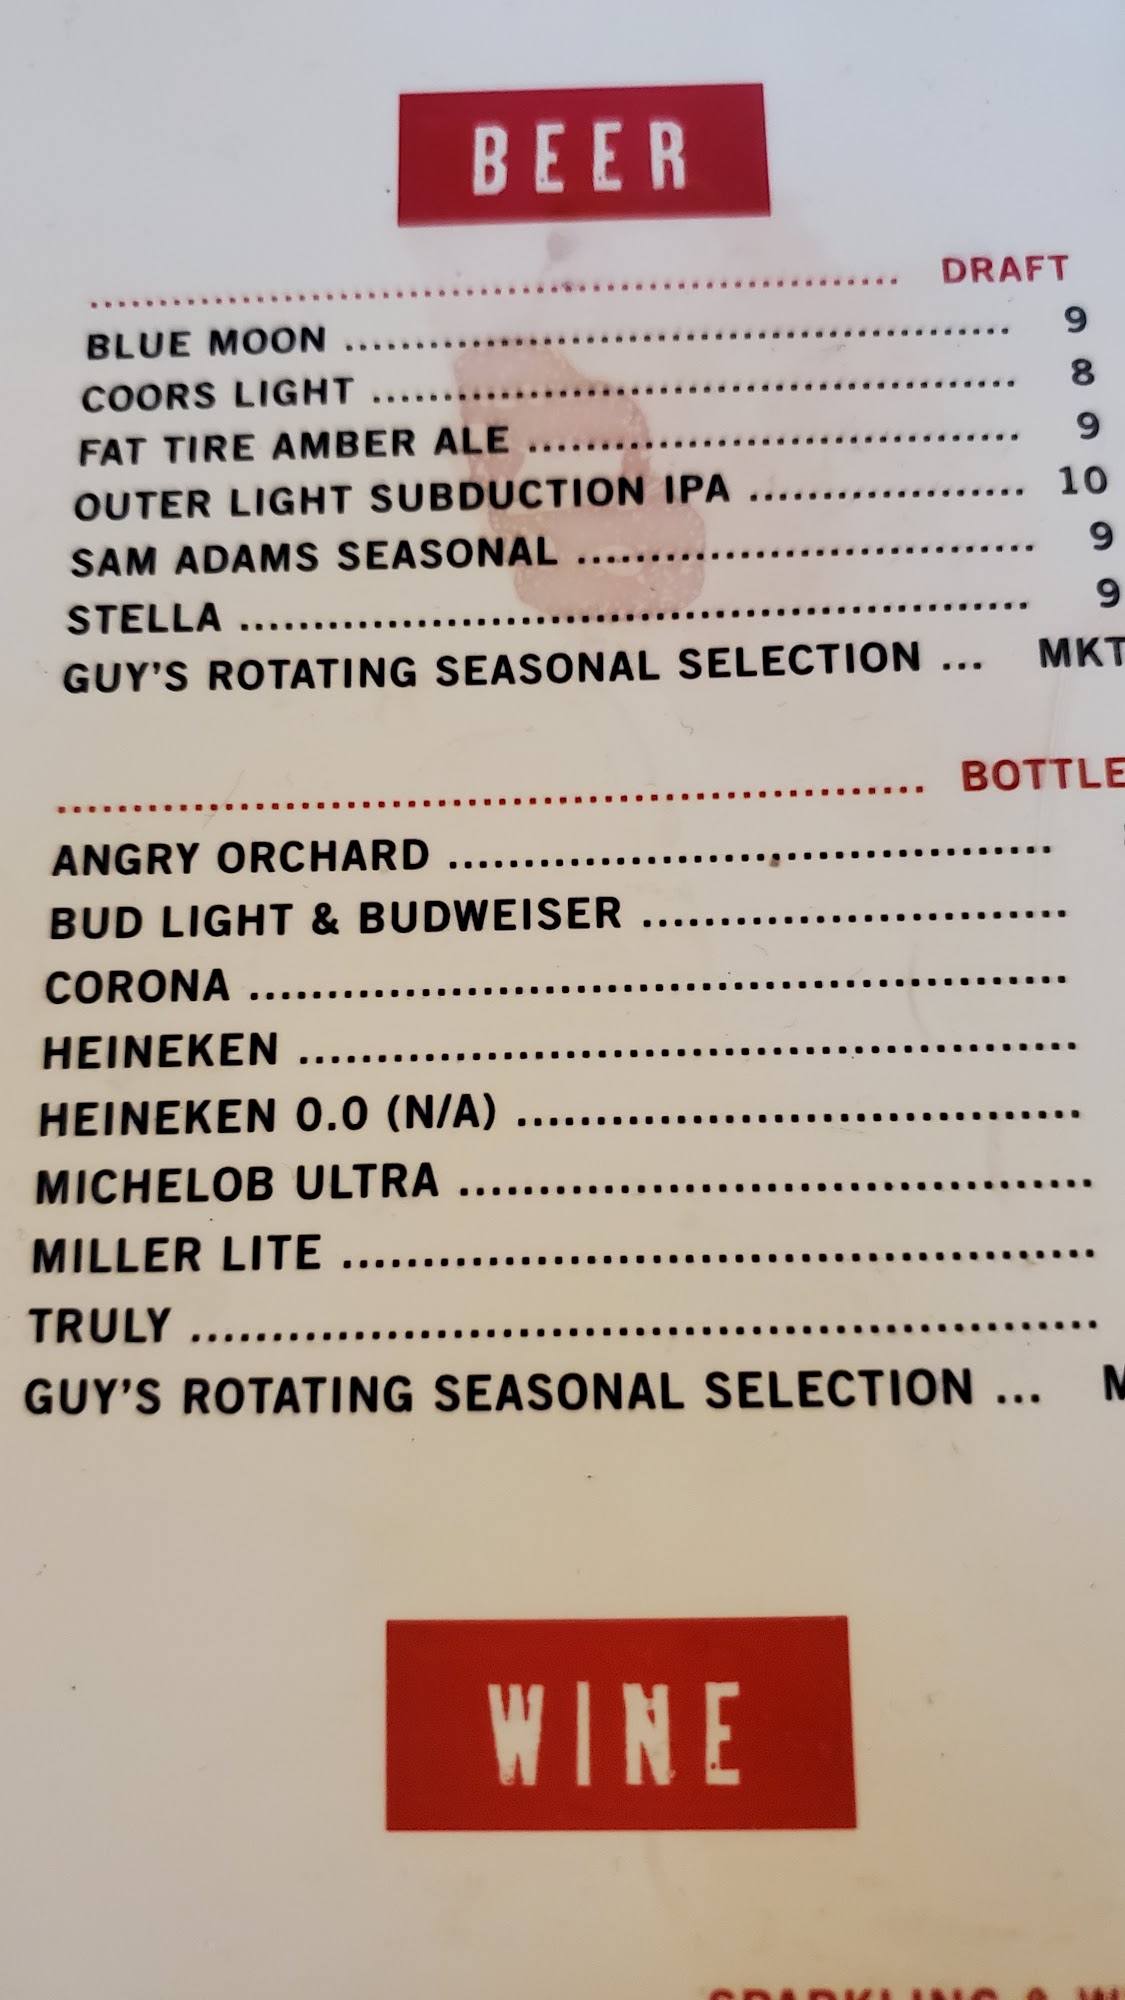 BEER
DRAFT
BLUE MOON ........................................ 9
COORS LIGHT ...................................... 8
FAT TIRE AMBER ALE .............................. 9
OUTER LIGHT SUBDUCTION IPA ................... 10
SAM ADAMS SEASONAL ............................ 9
STELLA ............................................... 9
GUY'S ROTATING SEASONAL SELECTION ... MKT
BOTTLE
ANGRY ORCHARD ......................................
BUD LIGHT & BUDWEISER ...........................
CORONA ....................................................
HEINEKEN .................................................
HEINEKEN 0.0 (N/A) ...................................
MICHELOB ULTRA .......................................
MILLER LITE ..............................................
TRULY ........................................................
GUY'S ROTATING SEASONAL SELECTION ... M
WINE
SPARKLING & W